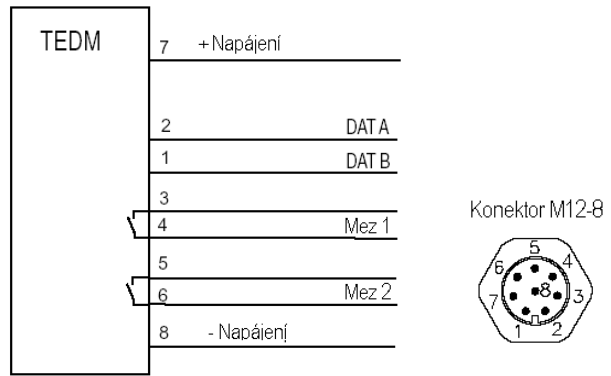 TEDM
7 +Napájení
2 DAT A
1 DAT B
3
4 Mez 1
5
6 Mez 2
8 - Napájení
Konektor M12-8
5
6 4
7 8 3
1 2